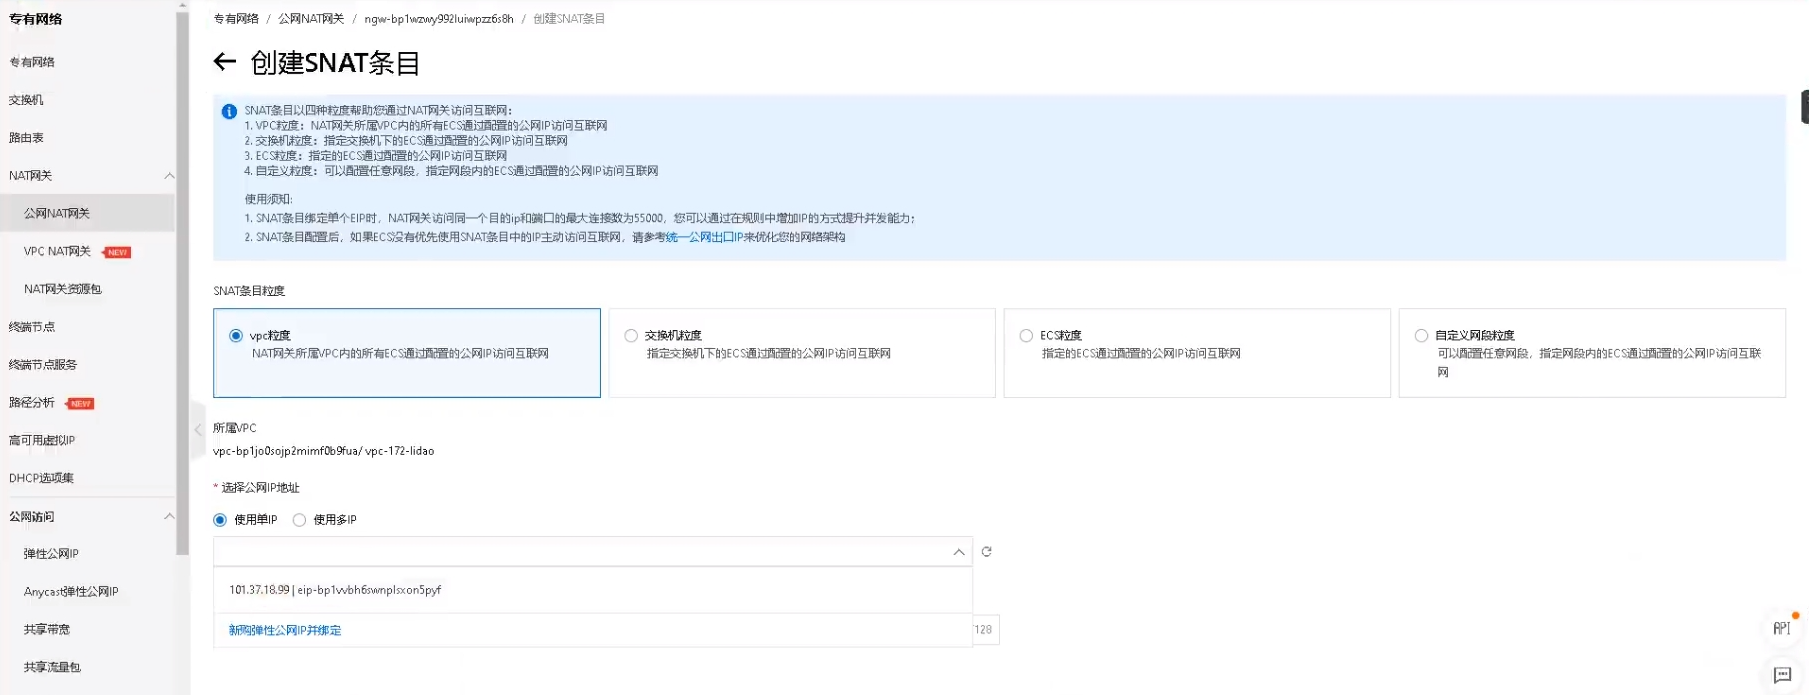 专有网络
专有网络
交换机
路由表
NAT网关
公网NAT网关
VPC NAT网关 NEW
NAT网关资源包
终端节点
终端节点服务
路径分析 NEW
高可用虚拟IP
DHCP选项集
公网访问
弹性公网IP
Anycast弹性公网IP
共享带宽
共享流量包
专有网络 / 公网NAT网关 / ngw-bp1wzwy992luiwpzz6s8h / 创建SNAT条目
← 创建SNAT条目
SNAT条目以四种粒度帮助您通过NAT网关访问互联网：
1. VPC粒度：NAT网关所属VPC内的所有ECS通过配置的公网IP访问互联网
2. 交换机粒度：指定交换机下的ECS通过配置的公网IP访问互联网
3. ECS粒度：指定的ECS通过配置的公网IP访问互联网
4. 自定义粒度：可以配置任意网段，指定网段内的ECS通过配置的公网IP访问互联网
使用须知:
1. SNAT条目绑定单个EIP时，NAT网关访问同一个目的ip和端口的最大连接数为55000，您可以通过在规则中增加IP的方式提升并发能力；
2. SNAT条目配置后，如果ECS没有优先使用SNAT条目中的IP主动访问互联网，请参考统一公网出口IP来优化您的网络架构
SNAT条目粒度
vpc粒度
NAT网关所属VPC内的所有ECS通过配置的公网IP访问互联网
交换机粒度
指定交换机下的ECS通过配置的公网IP访问互联网
ECS粒度
指定的ECS通过配置的公网IP访问互联网
自定义网段粒度
可以配置任意网段，指定网段内的ECS通过配置的公网IP访问互联
网
所属VPC
vpc-bp1jo0sojp2mimf0b9fua/ vpc-172-lidao
* 选择公网IP地址
使用单IP 使用多IP
101.37.18.99 | eip-bp1vvbh6swnplsxon5pyf
新购弹性公网IP并绑定
128
API